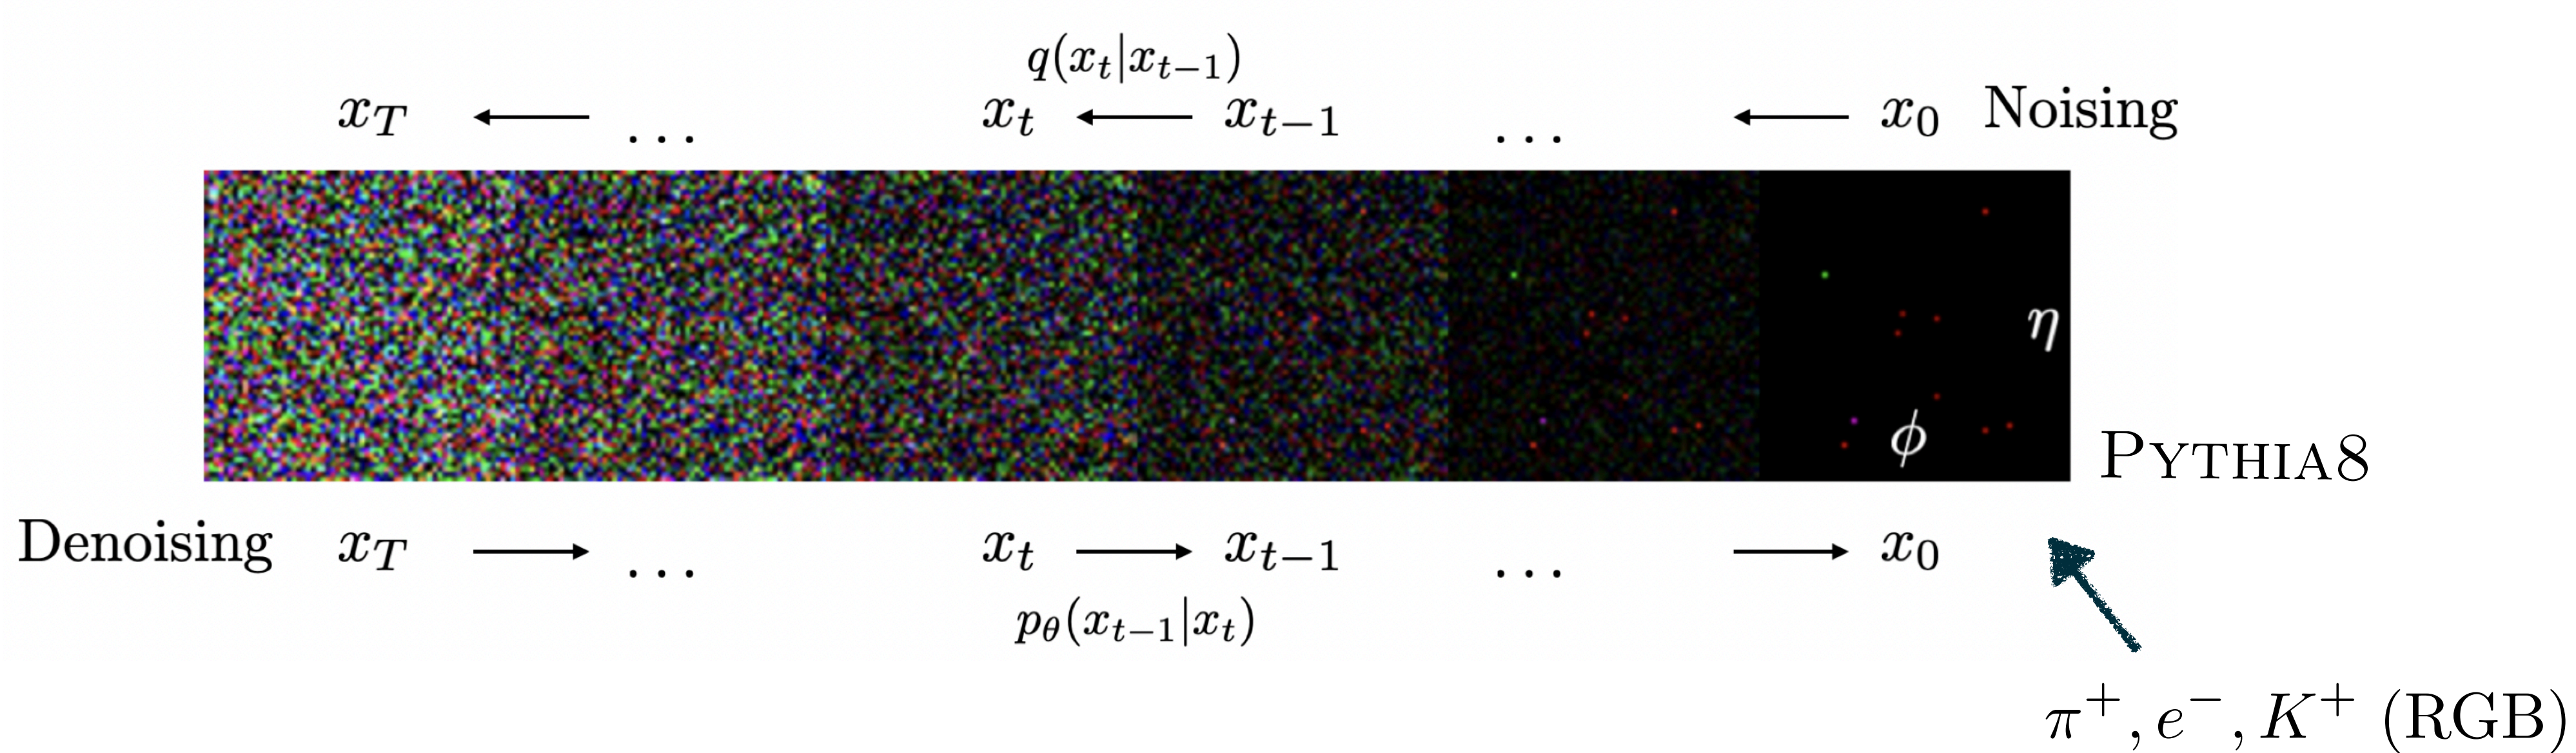 q(x_t|x_{t-1})
x_T ← ... x_t ← x_{t-1} ... ← x_0 Noising
η
ϕ
PYTHIA8
Denoising x_T → ... x_t → x_{t-1} ... → x_0
p_θ(x_{t-1}|x_t)
π^+, e^-, K^+ (RGB)